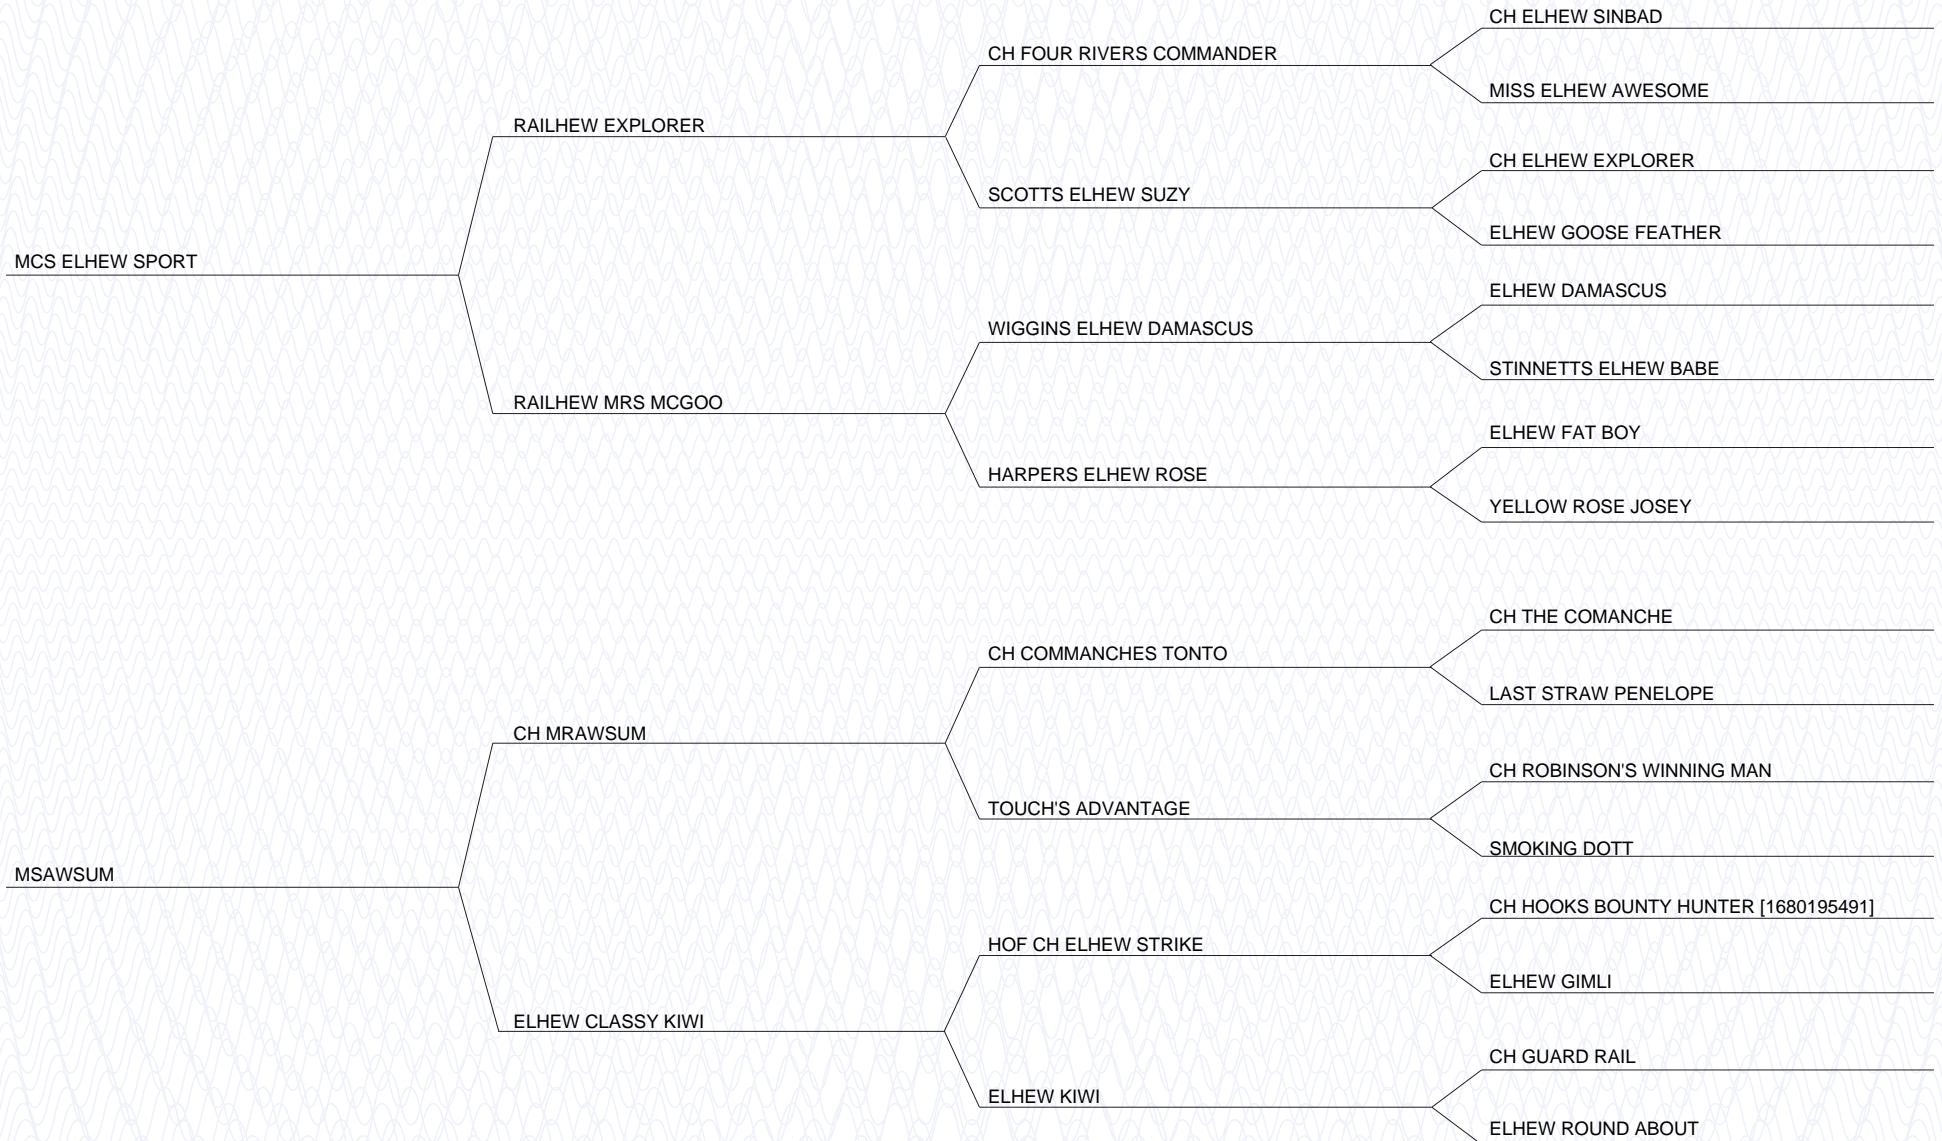 CH ELHEW SINBAD
CH FOUR RIVERS COMMANDER
MISS ELHEW AWESOME
RAILHEW EXPLORER
CH ELHEW EXPLORER
SCOTTS ELHEW SUZY
ELHEW GOOSE FEATHER
MCS ELHEW SPORT
ELHEW DAMASCUS
WIGGINS ELHEW DAMASCUS
STINNETTS ELHEW BABE
RAILHEW MRS MCGOO
ELHEW FAT BOY
HARPERS ELHEW ROSE
YELLOW ROSE JOSEY
CH THE COMANCHE
CH COMMANCHES TONTO
LAST STRAW PENELOPE
CH MRAWSUM
CH ROBINSON'S WINNING MAN
TOUCH'S ADVANTAGE
SMOKING DOTT
MSAWSUM
CH HOOKS BOUNTY HUNTER [1680195491]
HOF CH ELHEW STRIKE
ELHEW GIMLI
ELHEW CLASSY KIWI
CH GUARD RAIL
ELHEW KIWI
ELHEW ROUND ABOUT